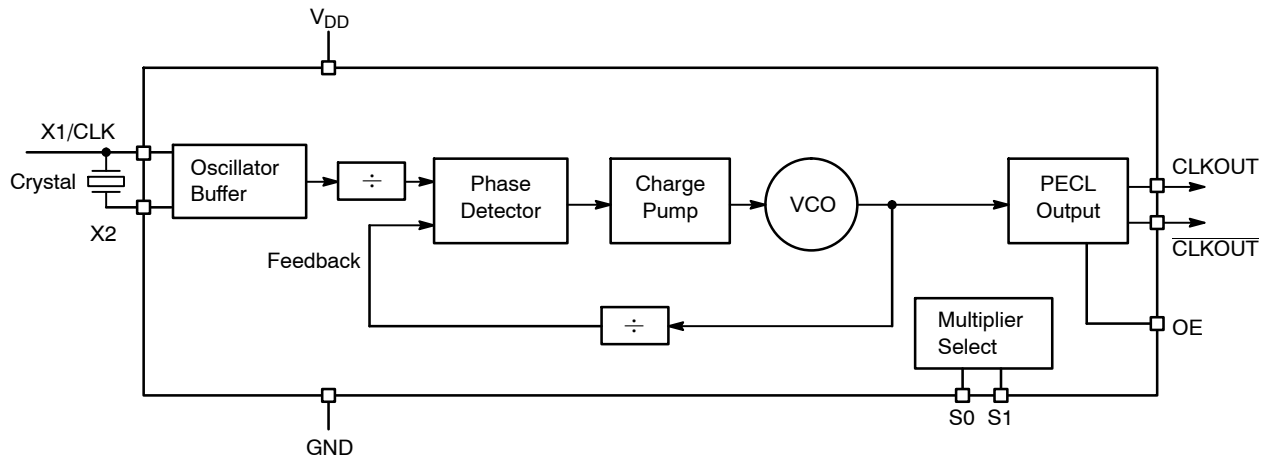 VDD
X1/CLK
Crystal
X2
Oscillator
Buffer
÷
Phase
Detector
Charge
Pump
VCO
PECL
Output
CLKOUT
CLKOUT
Feedback
÷
Multiplier
Select
OE
S0 S1
GND